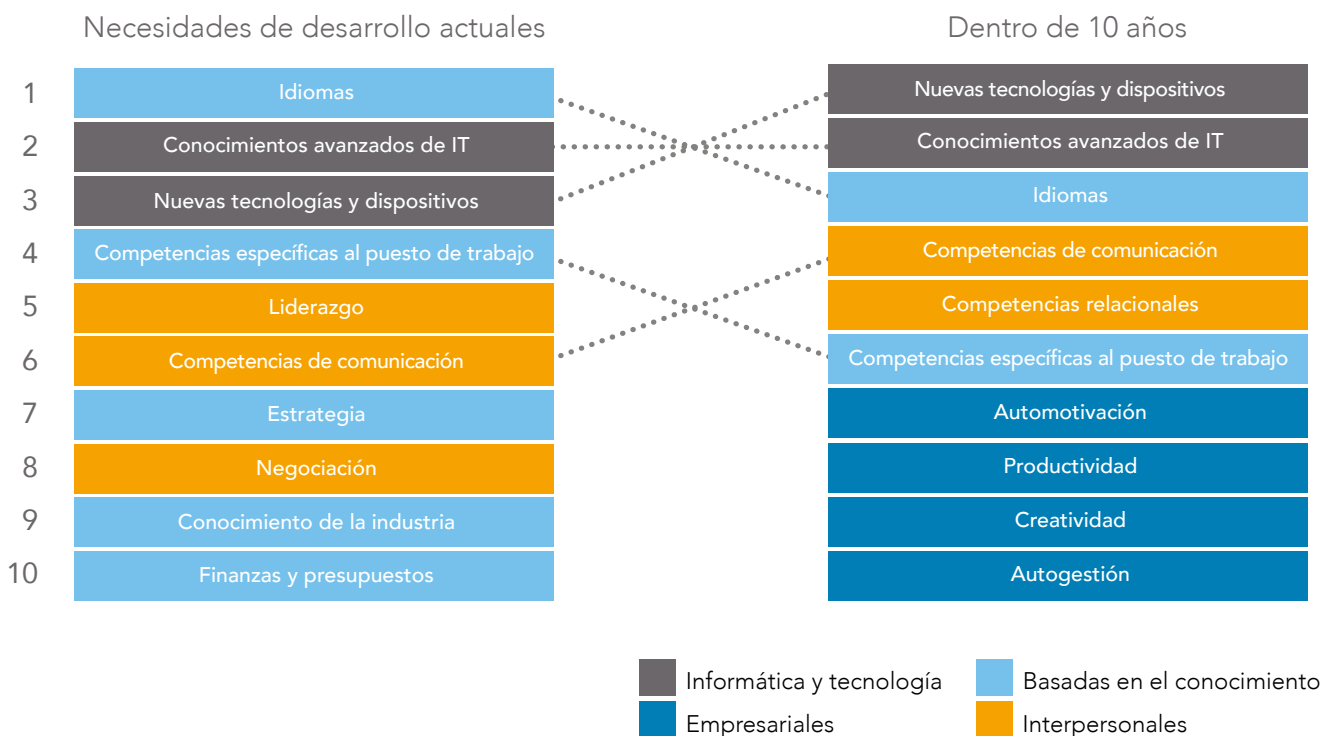 Necesidades de desarrollo actuales
Dentro de 10 años
1
Idiomas
Nuevas tecnologías y dispositivos
2
Conocimientos avanzados de IT
Conocimientos avanzados de IT
3
Nuevas tecnologías y dispositivos
Idiomas
4
Competencias específicas al puesto de trabajo
Competencias de comunicación
5
Liderazgo
Competencias relacionales
6
Competencias de comunicación
Competencias específicas al puesto de trabajo
7
Estrategia
Automotivación
8
Negociación
Productividad
9
Conocimiento de la industria
Creatividad
10
Finanzas y presupuestos
Autogestión
Informática y tecnología
Basadas en el conocimiento
Empresariales
Interpersonales